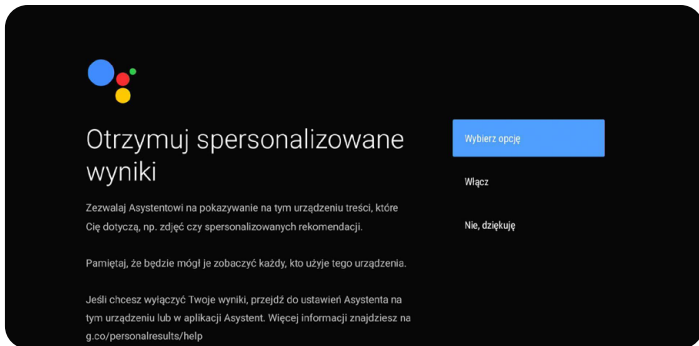 Otrzymuj spersonalizowane
wyniki
Zezwalaj Asystentowi na pokazywanie na tym urządzeniu treści, które
Cię dotyczą, np. zdjęć czy spersonalizowanych rekomendacji.
Pamiętaj, że będzie mógł je zobaczyć każdy, kto użyje tego urządzenia.
Jeśli chcesz wyłączyć Twoje wyniki, przejdź do ustawień Asystenta na
tym urządzeniu lub w aplikacji Asystent. Więcej informacji znajdziesz na
g.co/personalresults/help
Wybierz opcję
Włącz
Nie, dziękuję